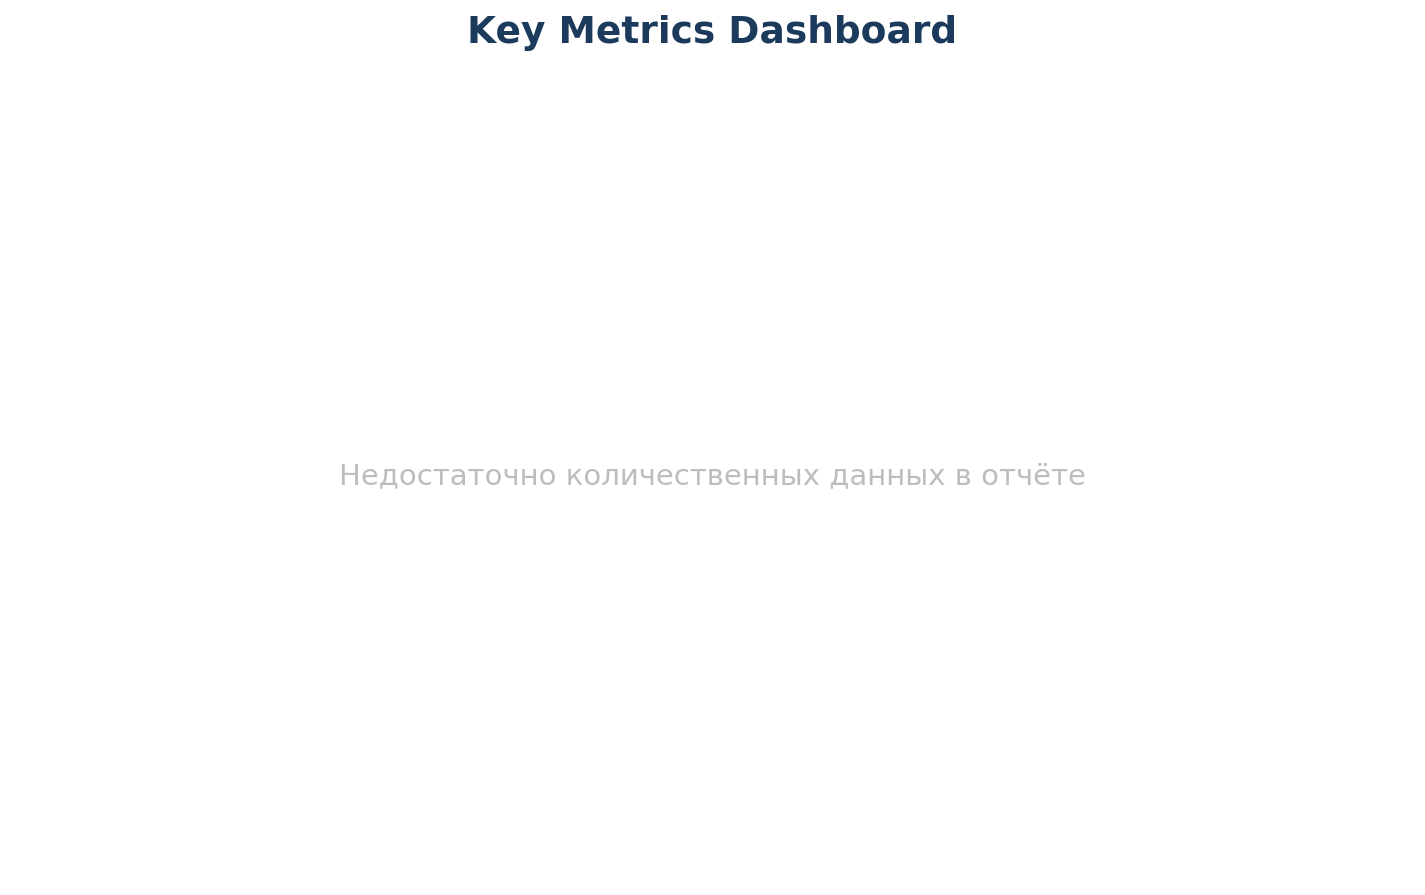 Key Metrics Dashboard
Недостаточно количественных данных в отчёте